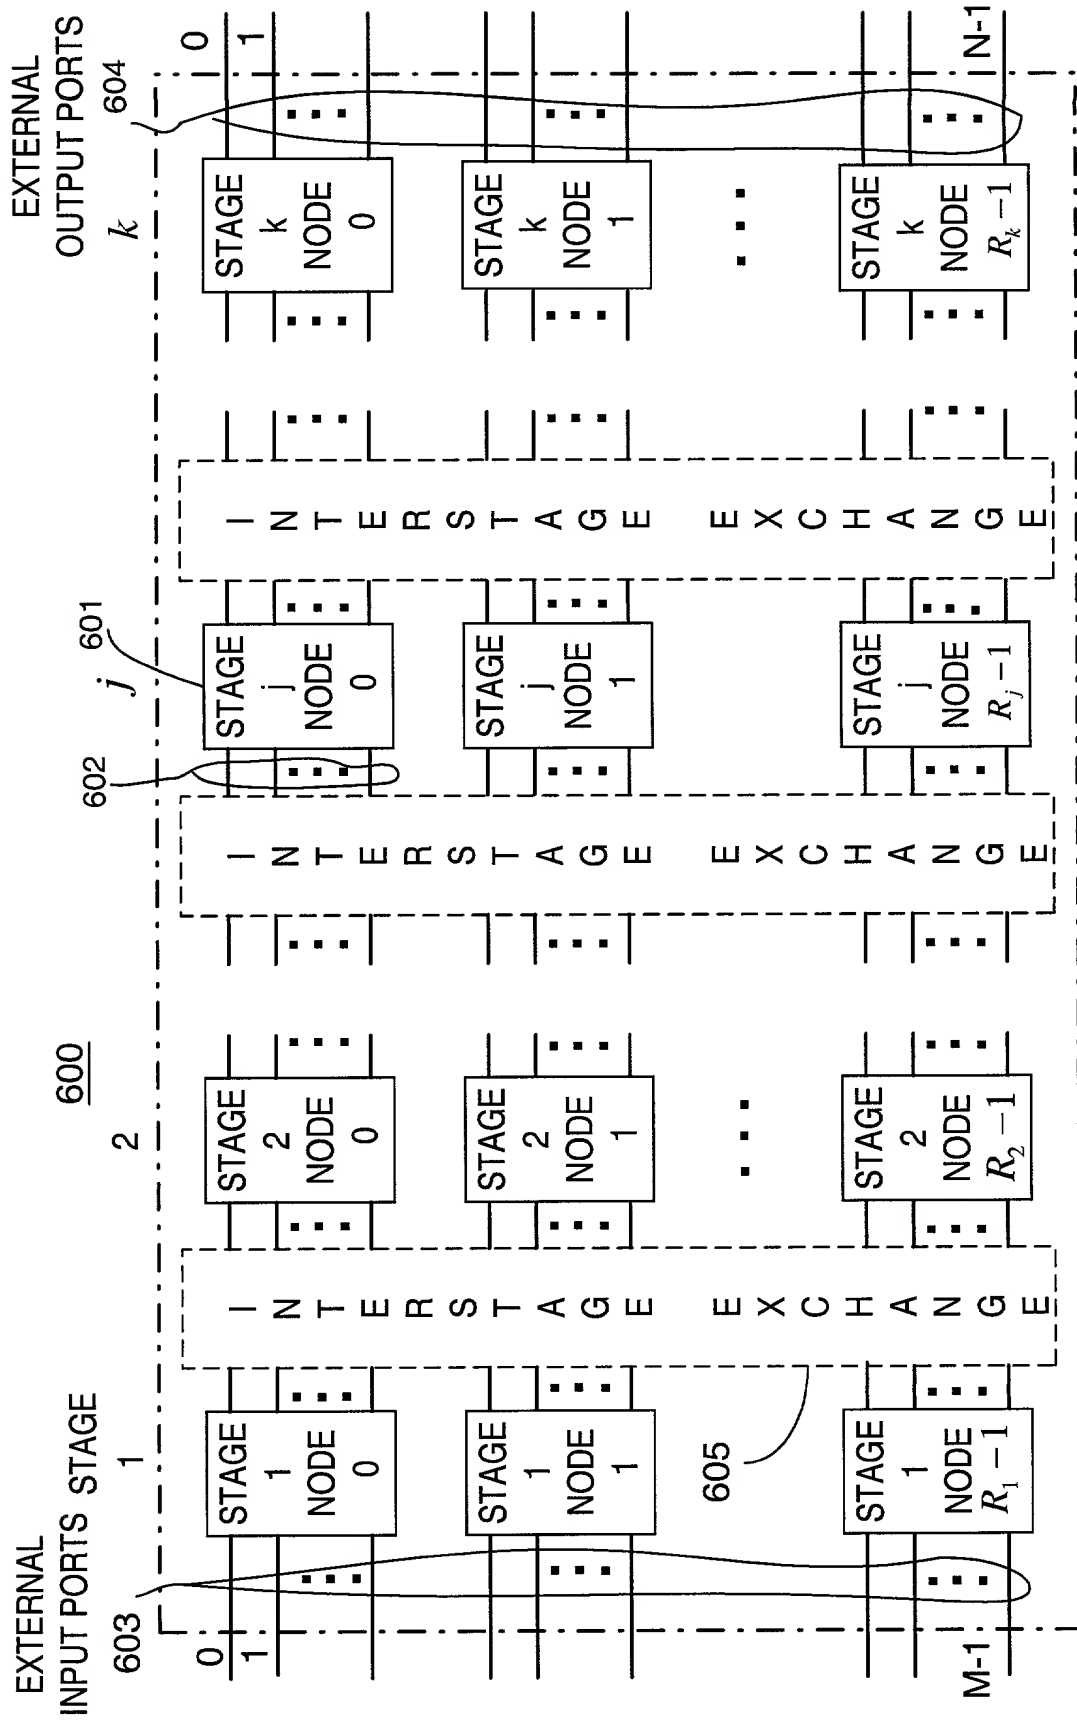 600
EXTERNAL
INPUT PORTS
STAGE
1
2
j
k
EXTERNAL
OUTPUT PORTS
603
602
601
604
605
0
1
M-1
0
1
N-1
STAGE
1
NODE
0
STAGE
1
NODE
1
STAGE
1
NODE
R₁−1
INTERSTAGE EXCHANGE
STAGE
2
NODE
0
STAGE
2
NODE
1
STAGE
2
NODE
R₂−1
INTERSTAGE EXCHANGE
STAGE
j
NODE
0
STAGE
j
NODE
1
STAGE
j
NODE
Rⱼ−1
INTERSTAGE EXCHANGE
STAGE
k
NODE
0
STAGE
k
NODE
1
STAGE
k
NODE
Rₖ−1